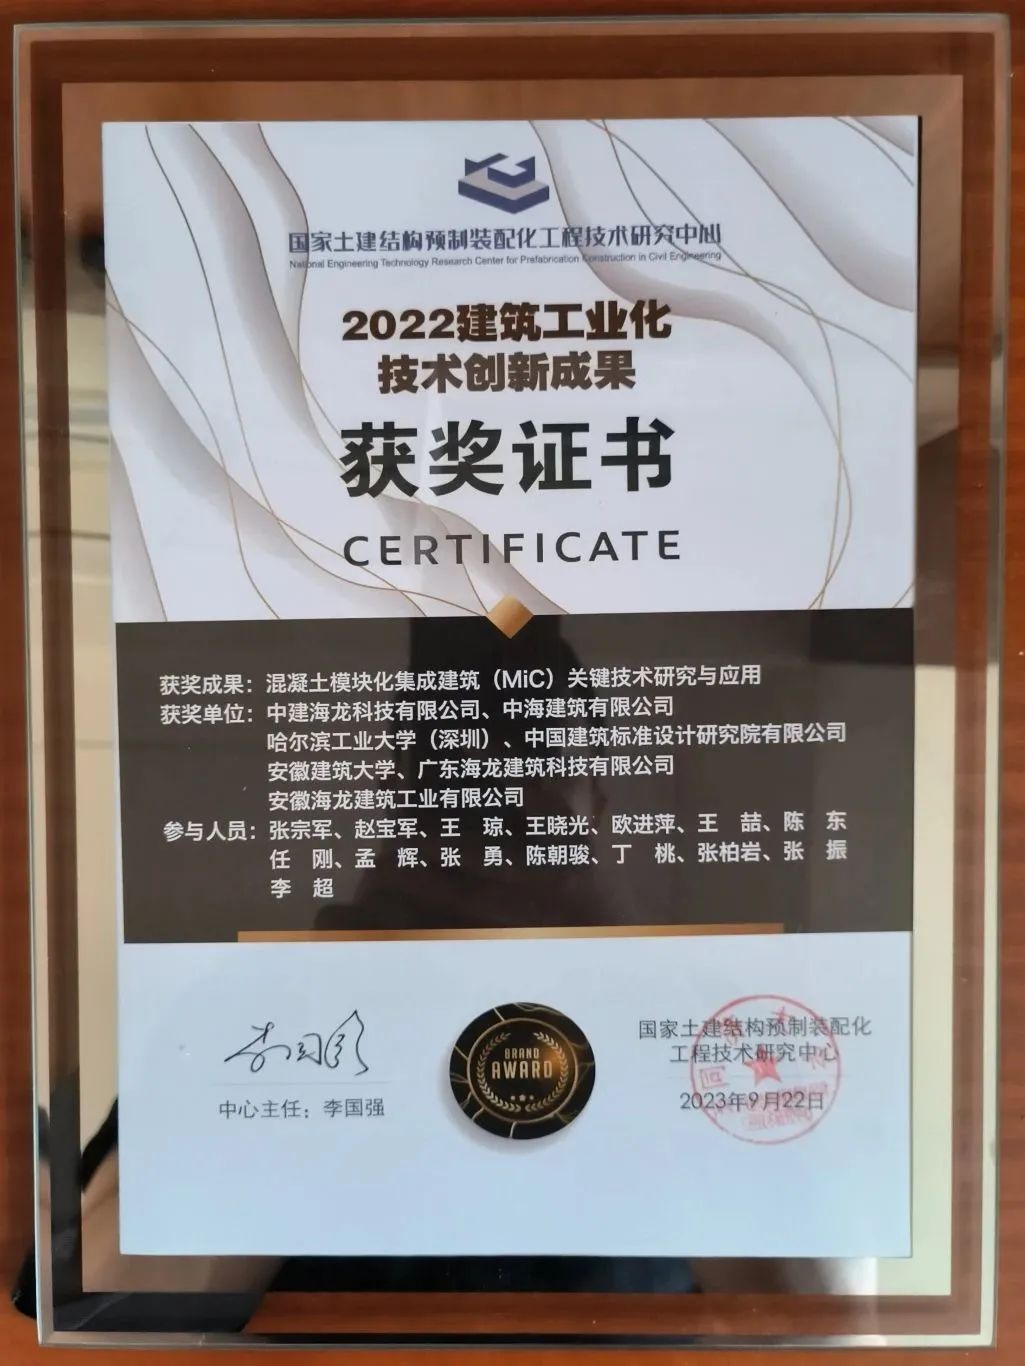 国家土建结构预制装配化工程技术研究中心
National Engineering Technology Research Center for Prefabrication Construction in Civil Engineering
2022建筑工业化
技术创新成果
获奖证书
CERTIFICATE
获奖成果：混凝土模块化集成建筑（MiC）关键技术研究与应用
获奖单位：中建海龙科技有限公司、中海建筑有限公司
哈尔滨工业大学（深圳）、中国建筑标准设计研究院有限公司
安徽建筑大学、广东海龙建筑科技有限公司
安徽海龙建筑工业有限公司
参与人员：张宗军、赵宝军、王　琼、王晓光、欧进萍、王　喆、陈　东
任　刚、孟　辉、张　勇、陈朝骏、丁　桃、张柏岩、张　振
李　超
李国强
中心主任：李国强
BRAND
AWARD
国家土建结构预制装配化
工程技术研究中心
2023年9月22日